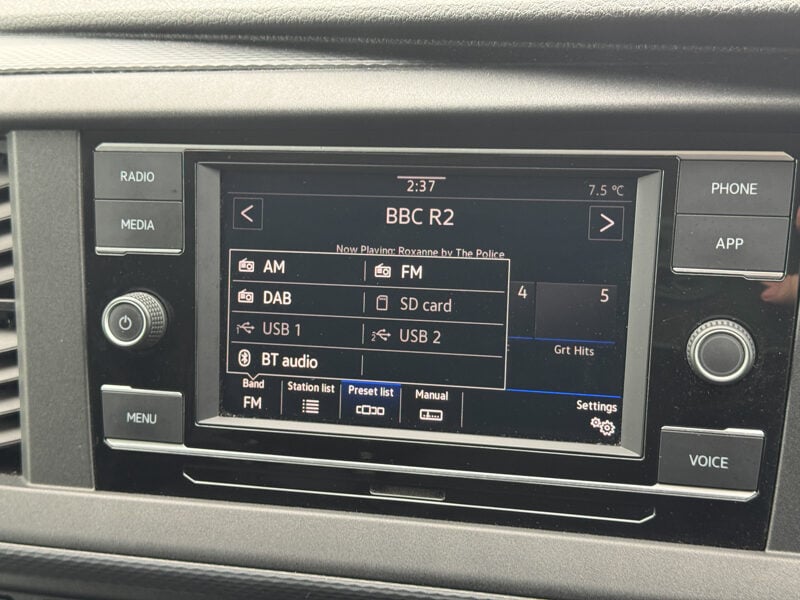 RADIO
MEDIA
MENU
2:37
7.5 °C
< BBC R2 >
Now Playing: Roxanne by The Police
AM FM
DAB SD card
USB 1 USB 2
BT audio
4 5
Grt Hits
Band Station list Preset list Manual
FM
Settings
PHONE
APP
VOICE